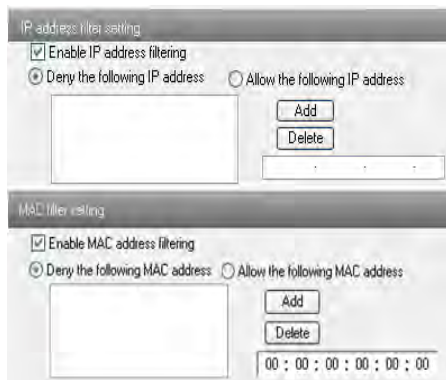 IP address filter setting
Enable IP address filtering
Deny the following IP address Allow the following IP address
Add
Delete
. . .
MAC filter setting
Enable MAC address filtering
Deny the following MAC address Allow the following MAC address
Add
Delete
00 : 00 : 00 : 00 : 00 : 00